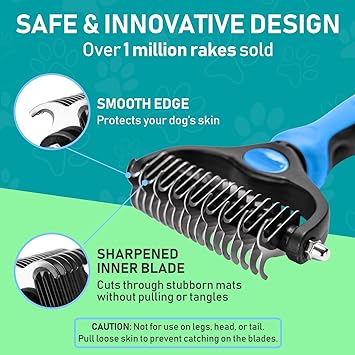 SAFE & INNOVATIVE DESIGN
Over 1 million rakes sold
SMOOTH EDGE
Protects your dog's skin
SHARPENED
INNER BLADE
Cuts through stubborn mats
without pulling or tangles
CAUTION: Not for use on legs, head, or tail.
Pull loose skin to prevent catching on the blades.